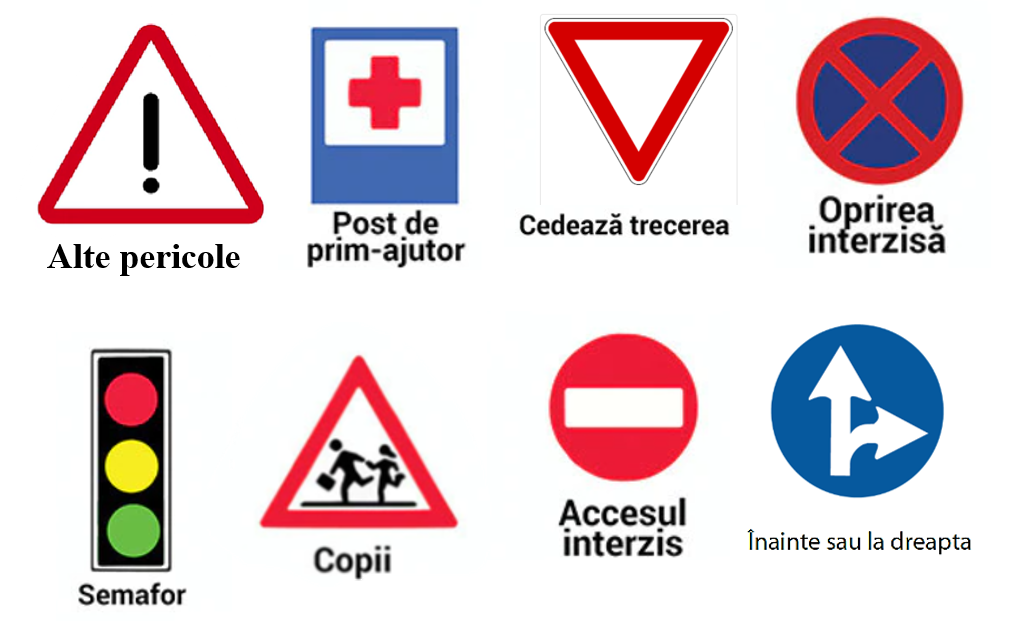 Alte pericole
Post de
prim-ajutor
Cedează trecerea
Oprirea
interzisă
Semafor
Copii
Accesul
interzis
Înainte sau la dreapta